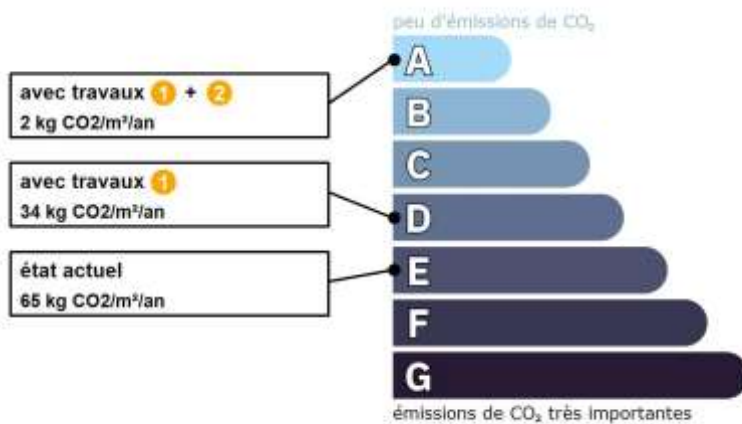 peu d'émissions de CO₂
A
avec travaux 1 + 2
2 kg CO2/m²/an
B
C
avec travaux 1
34 kg CO2/m²/an
D
état actuel
65 kg CO2/m²/an
E
F
G
émissions de CO₂ très importantes